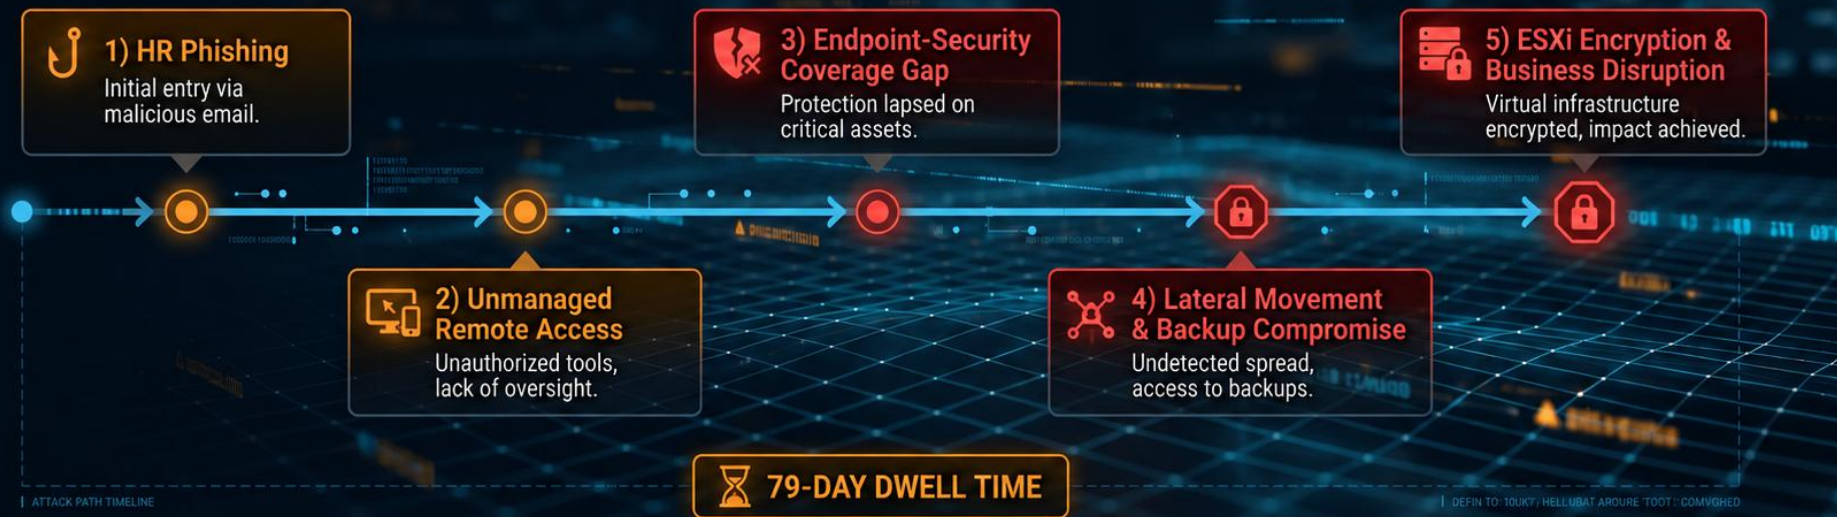 1) HR Phishing
Initial entry via
malicious email.
2) Unmanaged
Remote Access
Unauthorized tools,
lack of oversight.
3) Endpoint-Security
Coverage Gap
Protection lapsed on
critical assets.
4) Lateral Movement
& Backup Compromise
Undetected spread,
access to backups.
5) ESXi Encryption &
Business Disruption
Virtual infrastructure
encrypted, impact achieved.
79-DAY DWELL TIME
ATTACK PATH TIMELINE